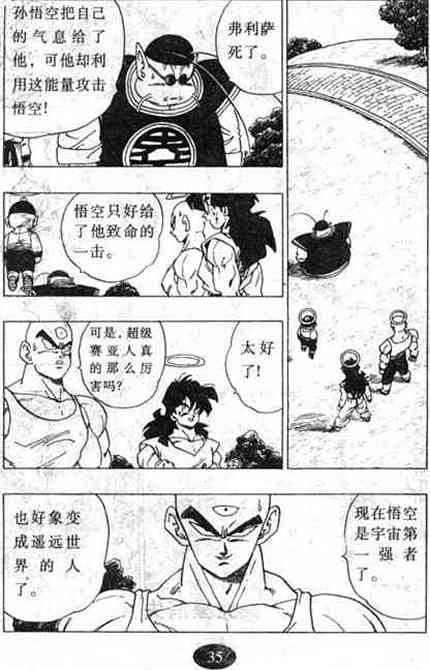 弗利萨
死了。
孙悟空把自己
的气息给了
他，可他却利
用这能量攻击
悟空!
悟空只好给
了他致命的
一击。
太好
了!
可是,超级
赛亚人真
的那么厉
害吗?
现在悟空
是宇宙第
一强者
了。
也好象变
成遥远世
界的人
了。
35